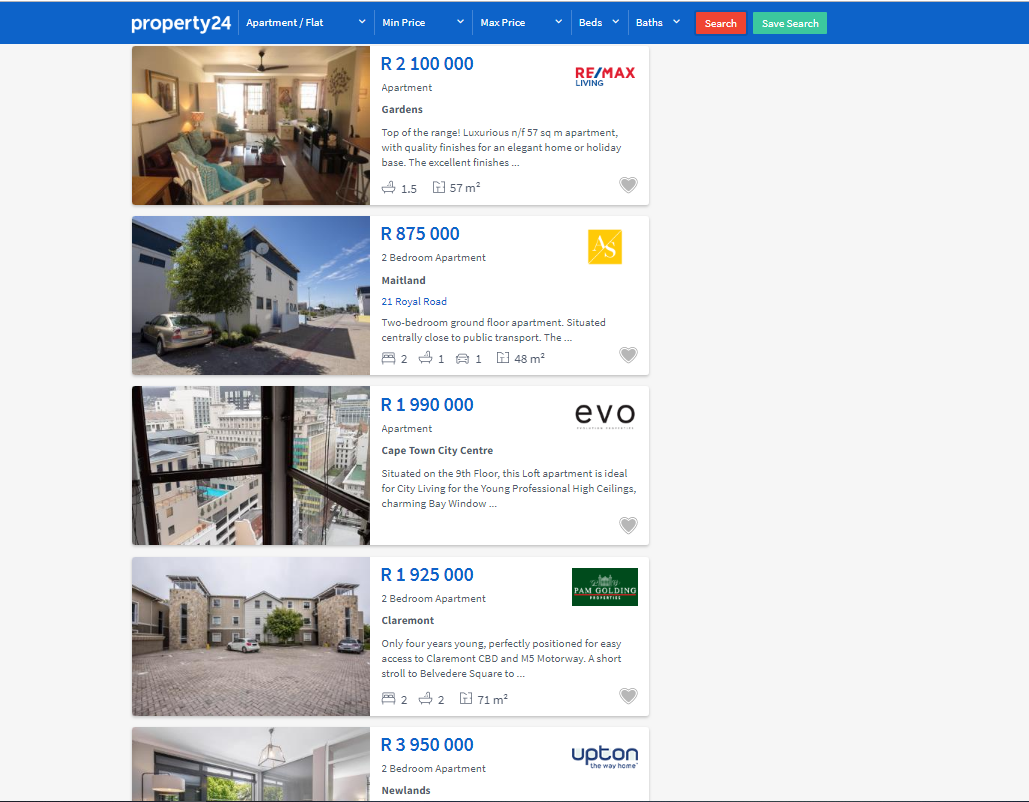 property24 Apartment / Flat Min Price Max Price Beds Baths Search Save Search
R 2 100 000
RE/MAX
LIVING
Apartment
Gardens
Top of the range! Luxurious n/f 57 sq m apartment,
with quality finishes for an elegant home or holiday
base. The excellent finishes ...
1.5 57 m²
R 875 000
AS
2 Bedroom Apartment
Maitland
21 Royal Road
Two-bedroom ground floor apartment. Situated
centrally close to public transport. The ...
2 1 1 48 m²
R 1 990 000
evo
Apartment
Cape Town City Centre
Situated on the 9th Floor, this Loft apartment is ideal
for City Living for the Young Professional High Ceilings,
charming Bay Window ...
R 1 925 000
PAM GOLDING
PROPERTIES
2 Bedroom Apartment
Claremont
Only four years young, perfectly positioned for easy
access to Claremont CBD and M5 Motorway. A short
stroll to Belvedere Square to ...
2 2 71 m²
R 3 950 000
upton
the way home
2 Bedroom Apartment
Newlands